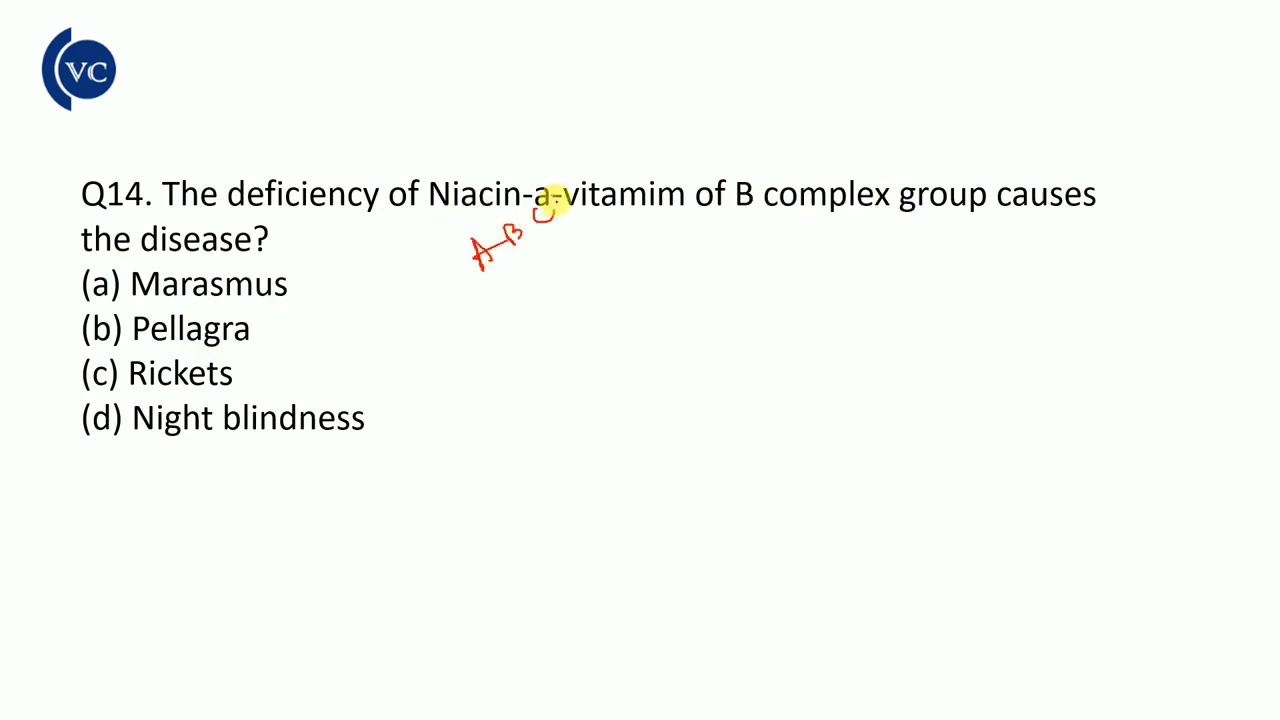 VC
Q14. The deficiency of Niacin-a-vitamim of B complex group causes
the disease?
A-B C
(a) Marasmus
(b) Pellagra
(c) Rickets
(d) Night blindness